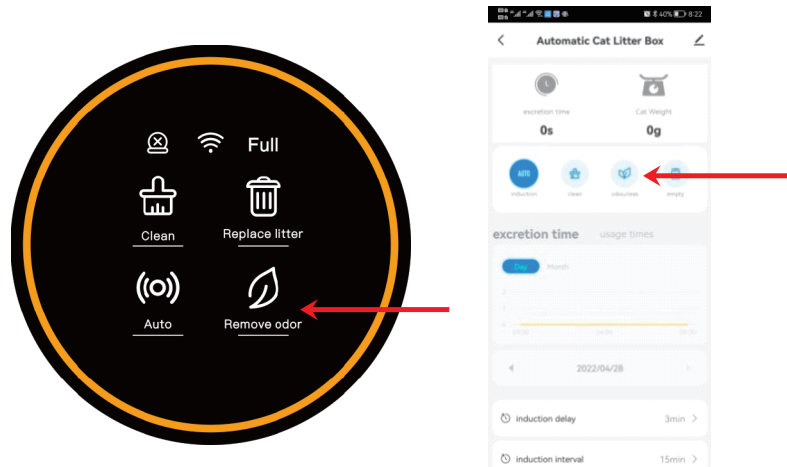 Full
Clean Replace litter
Auto Remove odor
40% 8:22
Automatic Cat Litter Box
excretion time Cat Weight
0s 0g
AUTO
induction clean odourless empty
excretion time usage times
Day Month
2022/04/28
induction delay 3min
induction interval 15min